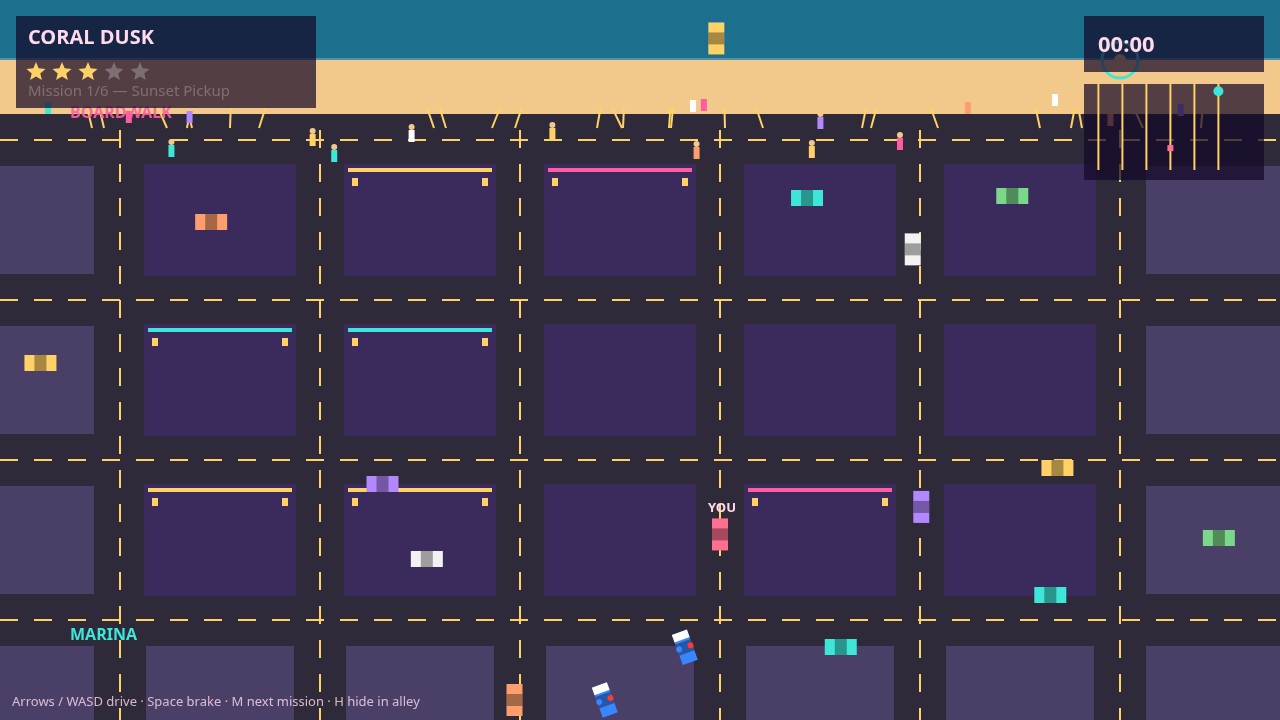 CORAL DUSK
Mission 1/6 — Sunset Pickup
00:00
BOARDWALK
YOU
MARINA
Arrows / WASD drive · Space brake · M next mission · H hide in alley